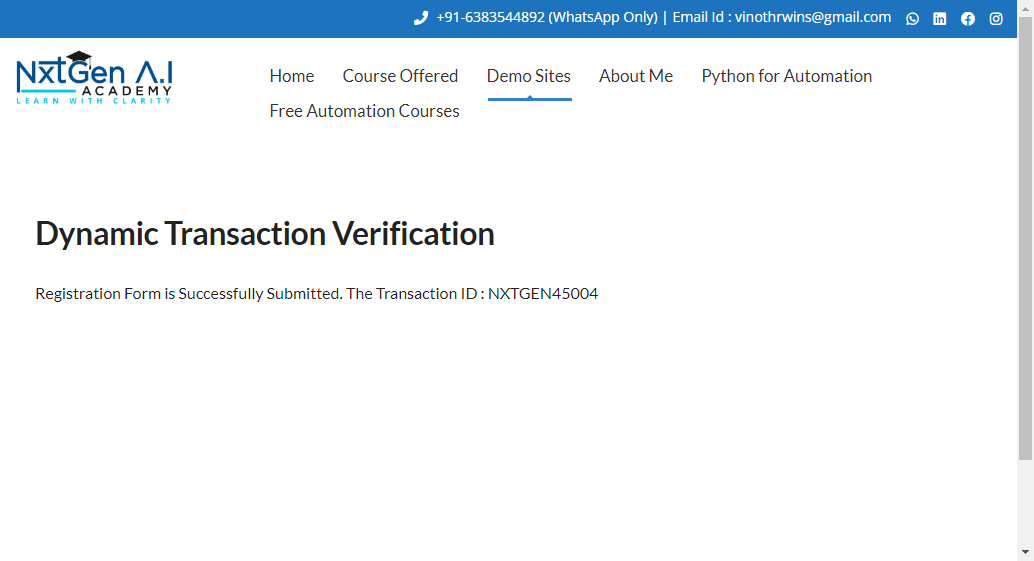 +91-6383544892 (WhatsApp Only) | Email Id : vinothrwins@gmail.com
NxtGen A.I
ACADEMY
LEARN WITH CLARITY
Home Course Offered Demo Sites About Me Python for Automation
Free Automation Courses
Dynamic Transaction Verification
Registration Form is Successfully Submitted. The Transaction ID : NXTGEN45004